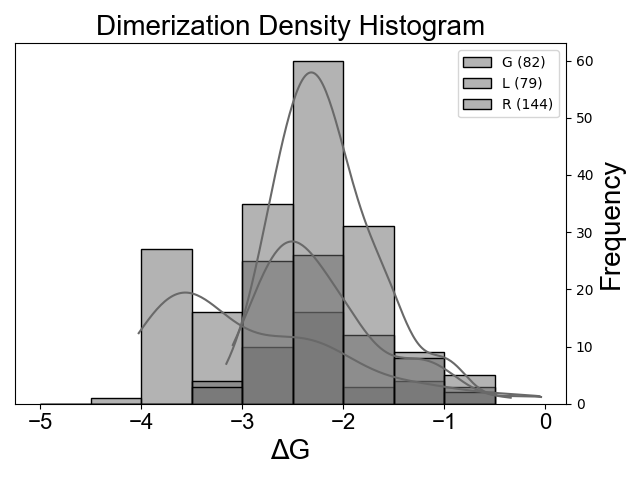 Dimerization Density Histogram
G (82)
L (79)
R (144)
60
50
40
30
20
10
0
Frequency
−5 −4 −3 −2 −1 0
ΔG